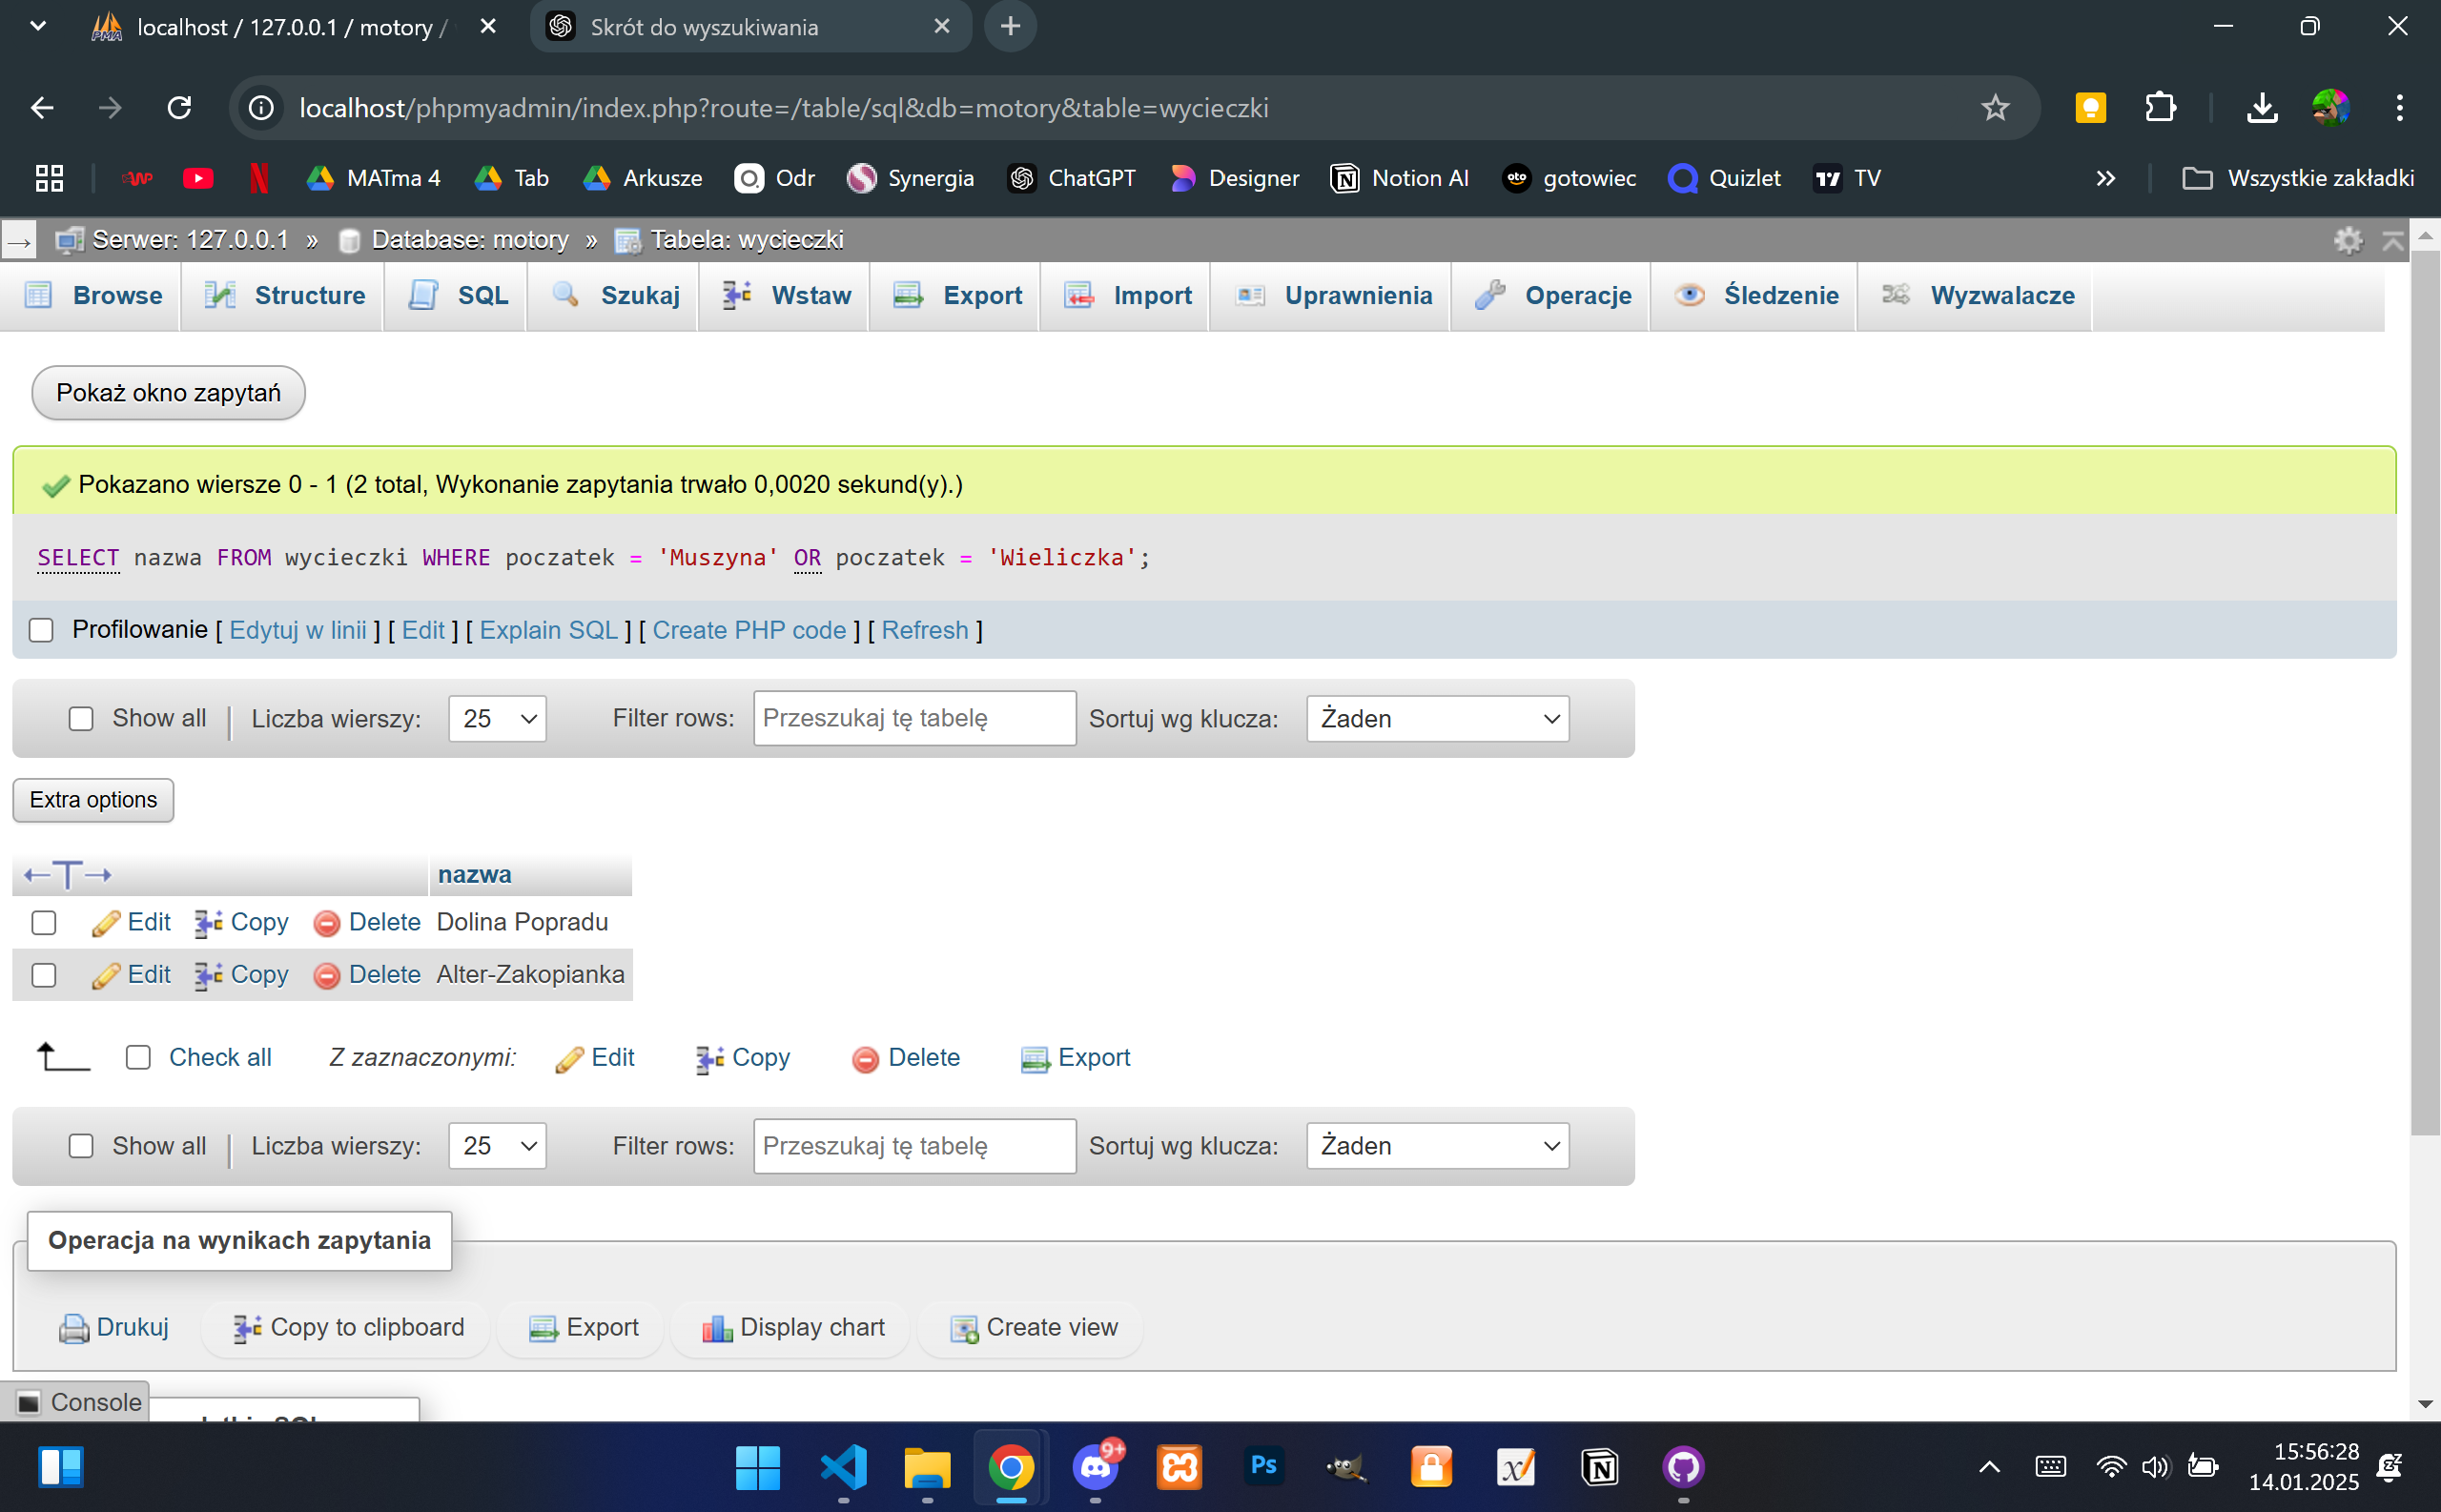 localhost / 127.0.0.1 / motory /
Skrót do wyszukiwania
localhost/phpmyadmin/index.php?route=/table/sql&db=motory&table=wycieczki
MATma 4 Tab Arkusze Odr Synergia ChatGPT Designer Notion AI gotowiec Quizlet TV Wszystkie zakładki
Serwer: 127.0.0.1 » Database: motory » Tabela: wycieczki
Browse Structure SQL Szukaj Wstaw Export Import Uprawnienia Operacje Śledzenie Wyzwalacze
Pokaż okno zapytań
Pokazano wiersze 0 - 1 (2 total, Wykonanie zapytania trwało 0,0020 sekund(y).)
SELECT nazwa FROM wycieczki WHERE poczatek = 'Muszyna' OR poczatek = 'Wieliczka';
Profilowano [ Edytuj w linii ] [ Edit ] [ Explain SQL ] [ Create PHP code ] [ Refresh ]
Show all | Liczba wierszy: 25 Filter rows: Przeszukaj tę tabelę Sortuj wg klucza: Żaden
Extra options
←T→ nazwa
Edit Copy Delete Dolina Popradu
Edit Copy Delete Alter-Zakopianka
Check all Z zaznaczonymi: Edit Copy Delete Export
Show all | Liczba wierszy: 25 Filter rows: Przeszukaj tę tabelę Sortuj wg klucza: Żaden
Operacja na wynikach zapytania
Drukuj Copy to clipboard Export Display chart Create view
Console
9+
Ps
15:56:28
14.01.2025